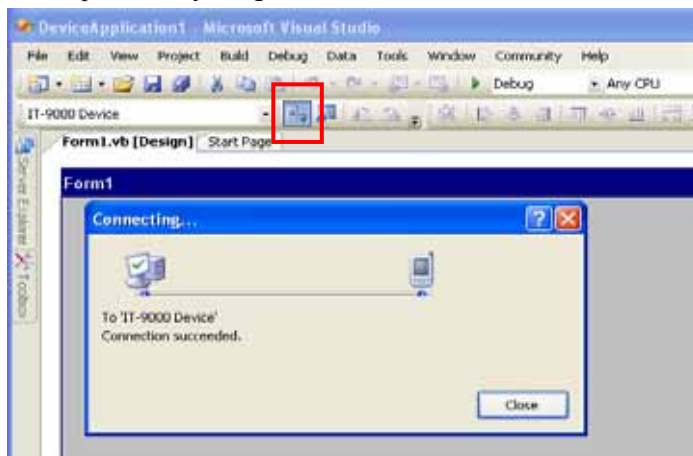 DeviceApplication1 - Microsoft Visual Studio
File Edit View Project Build Debug Data Tools Window Community Help
Debug Any CPU
IT-9000 Device
Form1.vb [Design] Start Page
Server Explorer
Toolbox
Form1
Connecting...
To 'IT-9000 Device'
Connection succeeded.
Close